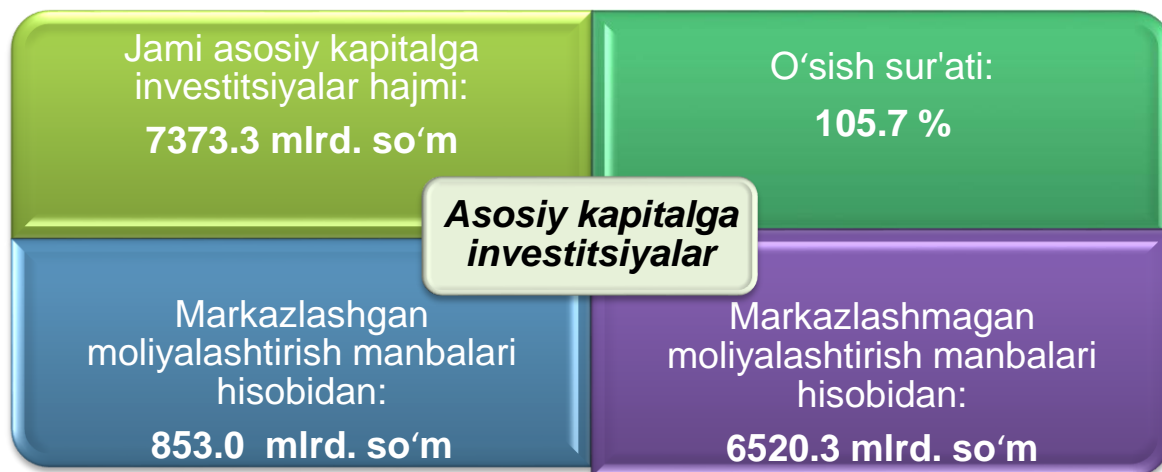 Jami asosiy kapitalga
investitsiyalar hajmi:
7373.3 mlrd. so‘m
O‘sish sur'ati:
105.7 %
Asosiy kapitalga
investitsiyalar
Markazlashgan
moliyalashtirish manbalari
hisobidan:
853.0 mlrd. so‘m
Markazlashmagan
moliyalashtirish manbalari
hisobidan:
6520.3 mlrd. so‘m